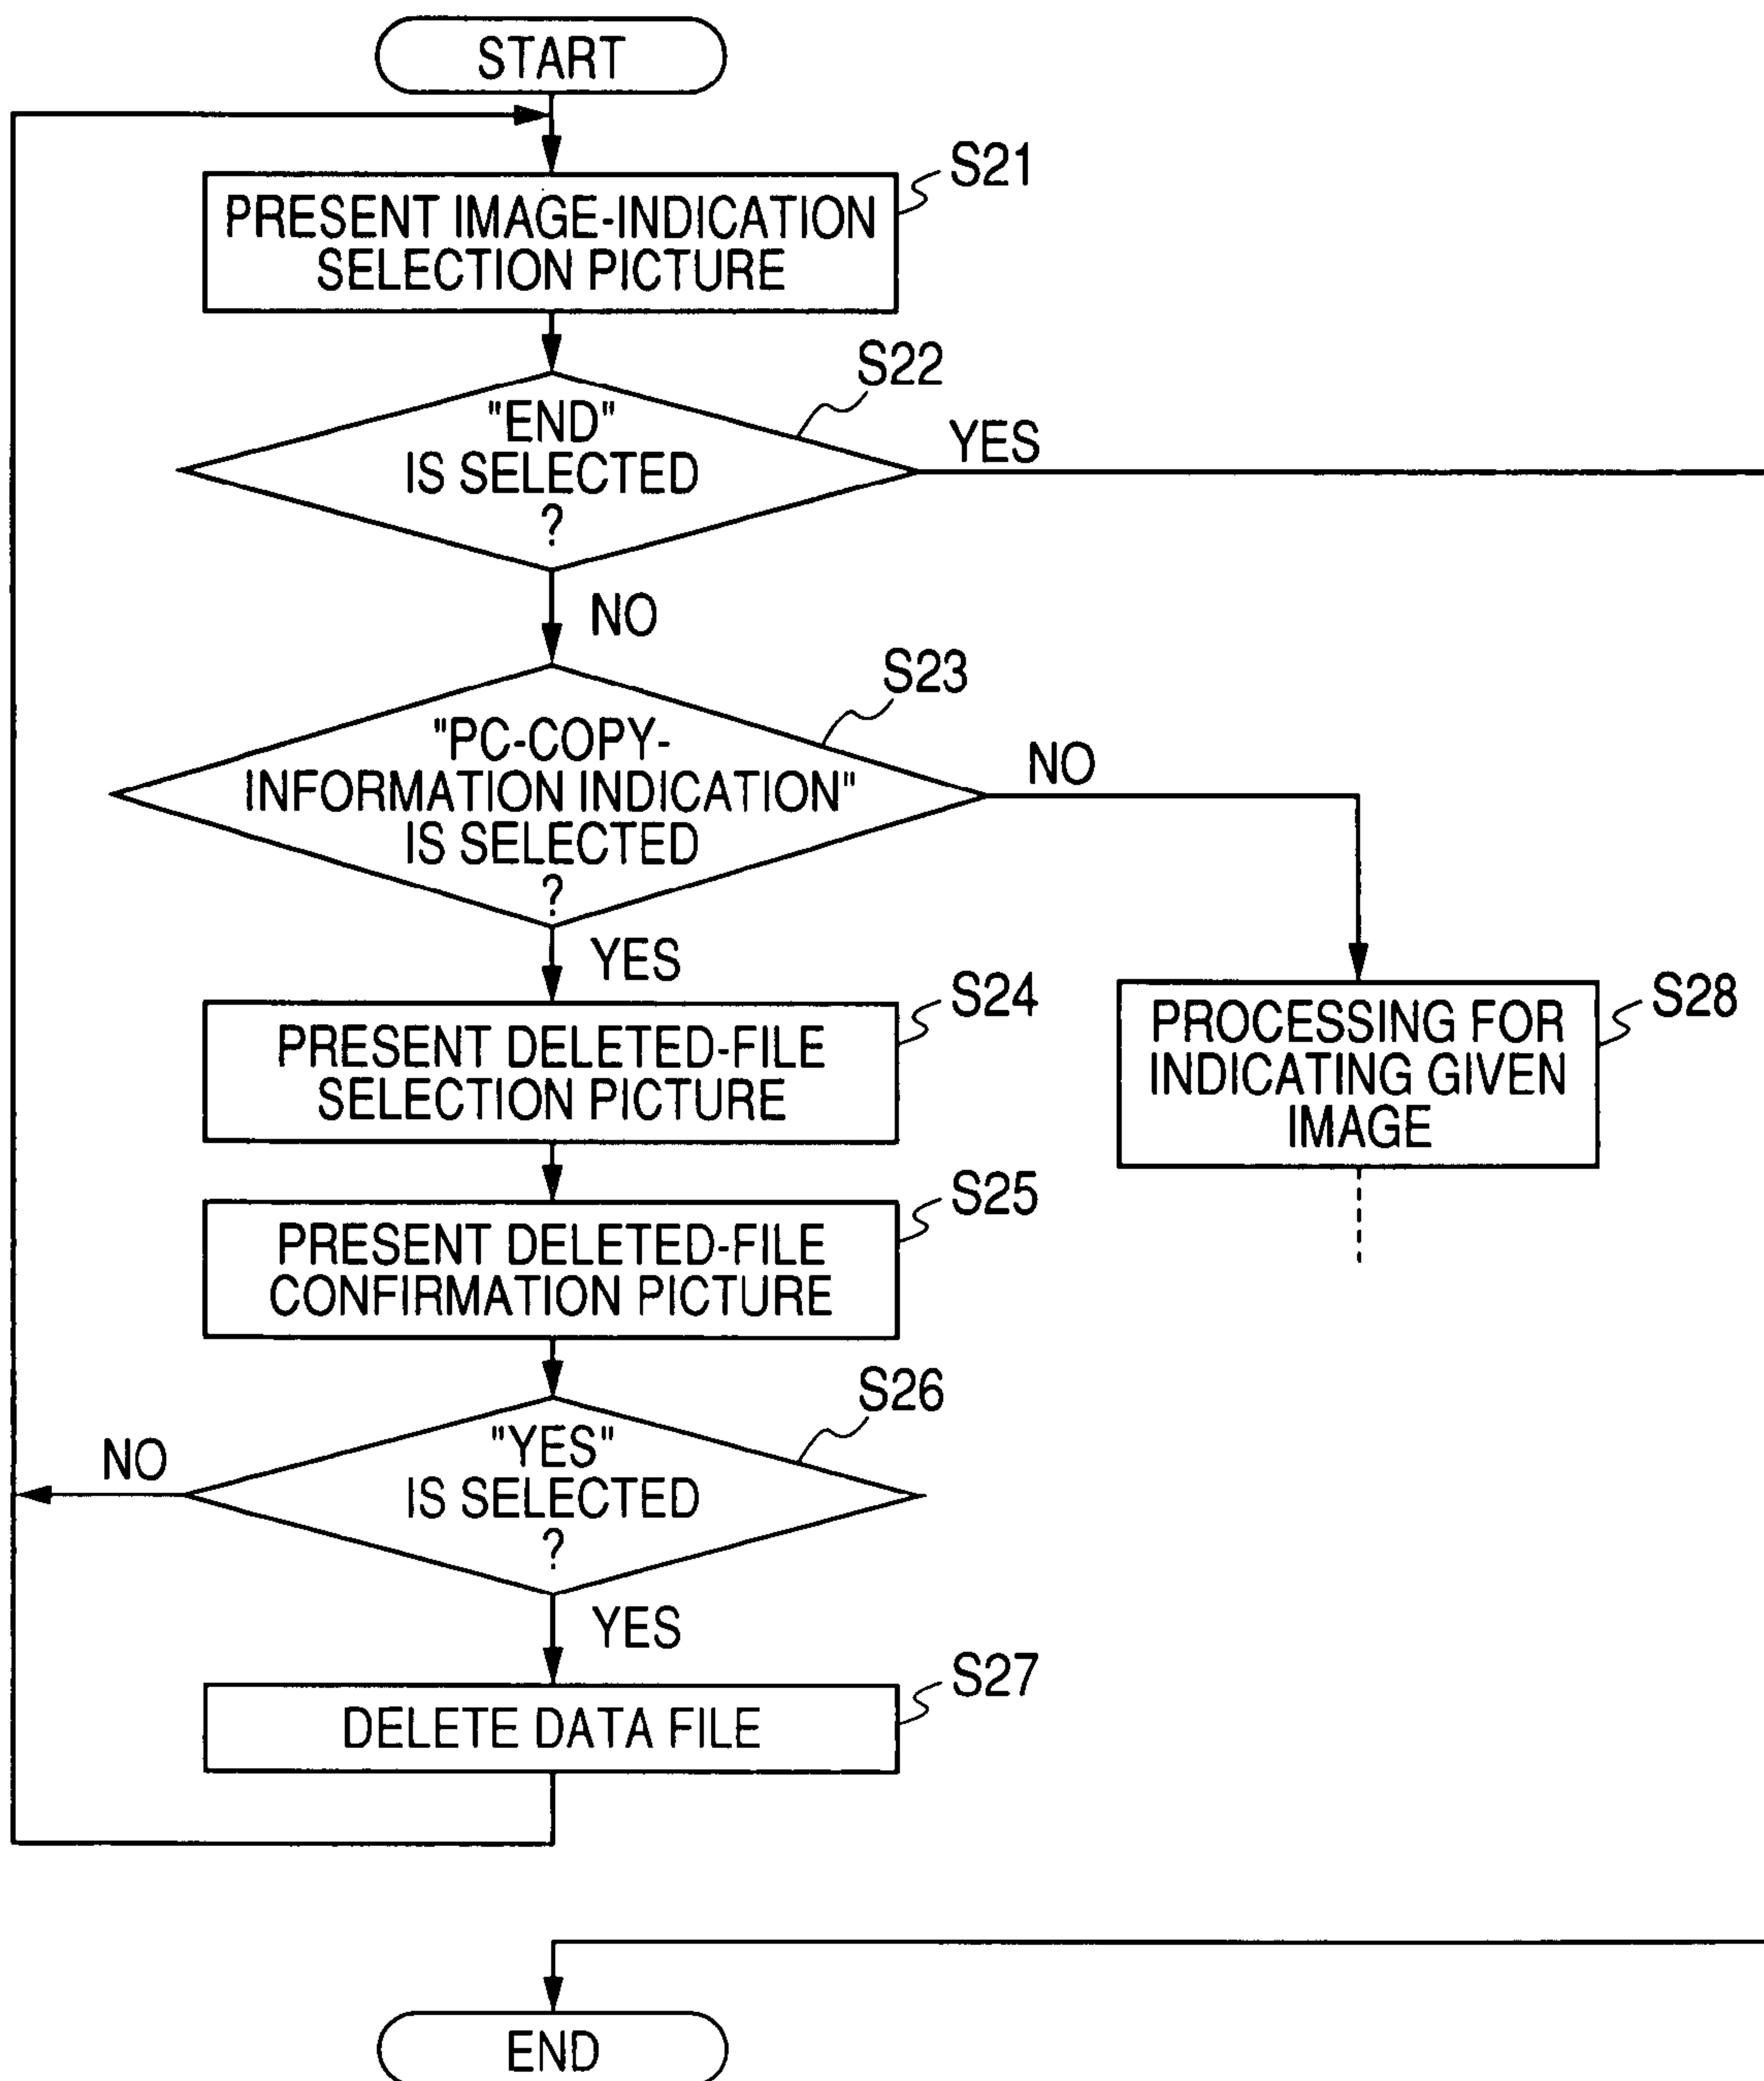 START
S21
PRESENT IMAGE-INDICATION
SELECTION PICTURE
S22
"END"
IS SELECTED
?
YES
NO
S23
"PC-COPY-
INFORMATION INDICATION"
IS SELECTED
?
NO
YES
S24
PRESENT DELETED-FILE
SELECTION PICTURE
S28
PROCESSING FOR
INDICATING GIVEN
IMAGE
S25
PRESENT DELETED-FILE
CONFIRMATION PICTURE
S26
"YES"
IS SELECTED
?
NO
YES
S27
DELETE DATA FILE
END